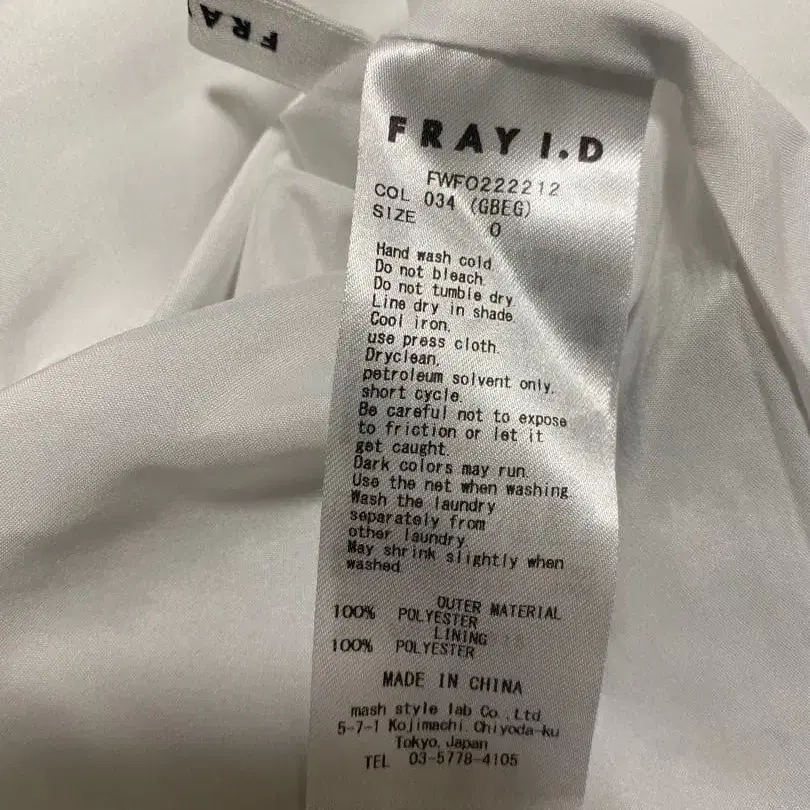 FRA
FRAY I.D
FWFO222212
COL 034 (GBEG)
SIZE 0
Hand wash cold.
Do not bleach.
Do not tumble dry.
Line dry in shade.
Cool iron.
use press cloth.
Dryclean,
petroleum solvent only.
short cycle.
Be careful not to expose
to friction or let it
get caught.
Dark colors may run.
Use the net when washing.
Wash the laundry
separately from
other laundry.
May shrink slightly when
washed
OUTER MATERIAL
100% POLYESTER
LINING
100% POLYESTER
MADE IN CHINA
mash style lab Co.,Ltd.
5-7-1 Kojimachi.Chiyoda-ku
Tokyo,Japan
TEL 03-5778-4105